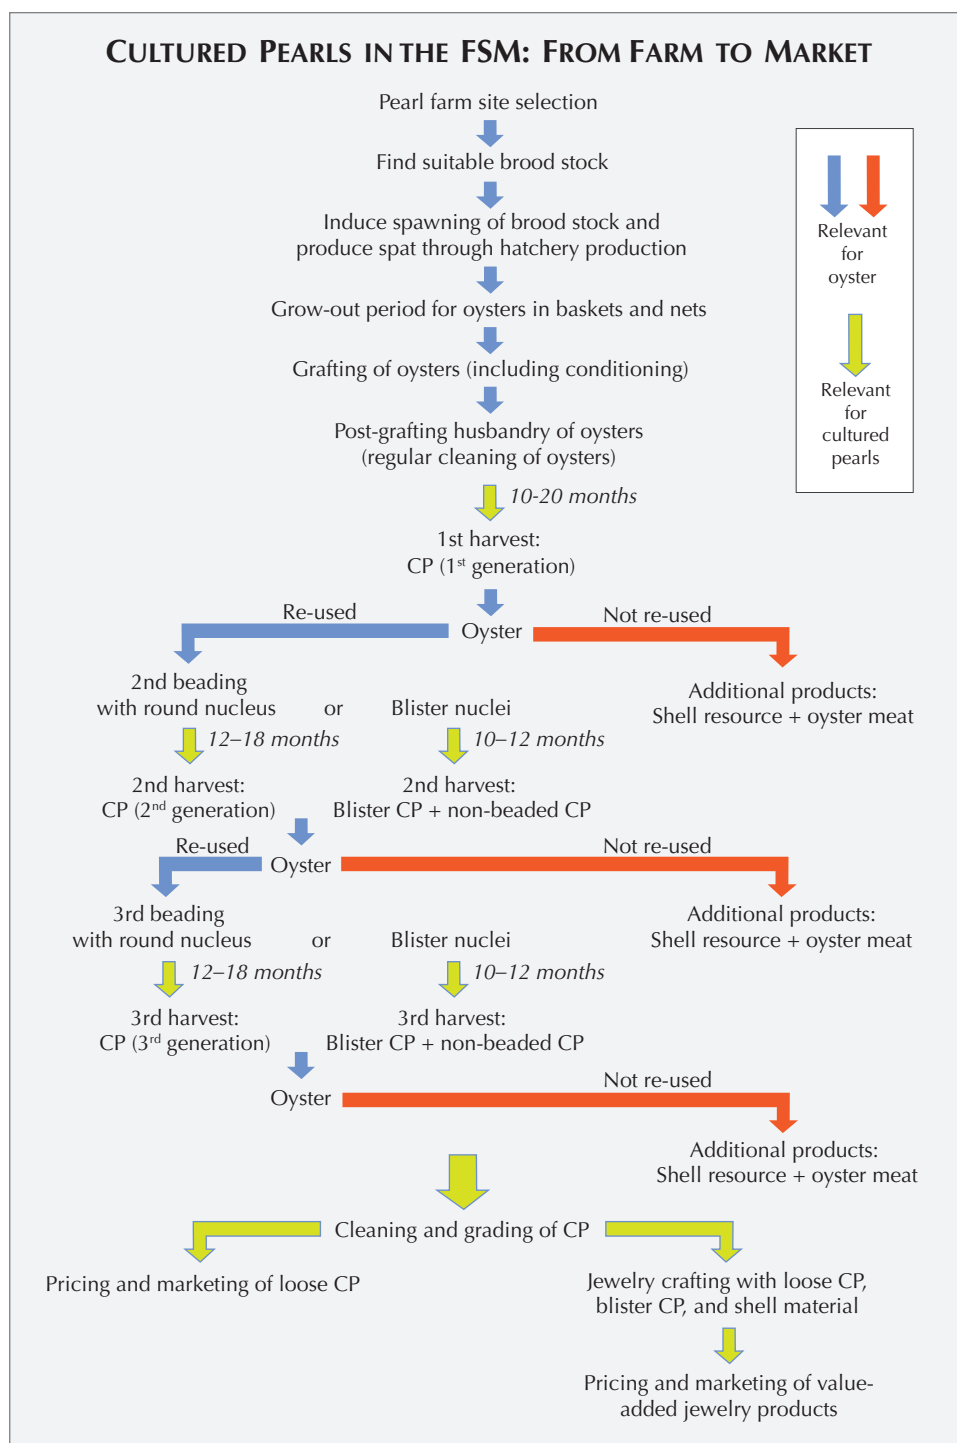 CULTURED PEARLS IN THE FSM: FROM FARM TO MARKET
Pearl farm site selection
Find suitable brood stock
Induce spawning of brood stock and
produce spat through hatchery production
Grow-out period for oysters in baskets and nets
Grafting of oysters (including conditioning)
Post-grafting husbandry of oysters
(regular cleaning of oysters)
Relevant
for
oyster
Relevant
for
cultured
pearls
10-20 months
1st harvest:
CP (1st generation)
Re-used
Oyster
Not re-used
2nd beading
with round nucleus
or
Blister nuclei
Additional products:
Shell resource + oyster meat
12–18 months
10–12 months
2nd harvest:
CP (2nd generation)
2nd harvest:
Blister CP + non-beaded CP
Re-used
Oyster
Not re-used
3rd beading
with round nucleus
or
Blister nuclei
Additional products:
Shell resource + oyster meat
12–18 months
10–12 months
3rd harvest:
CP (3rd generation)
3rd harvest:
Blister CP + non-beaded CP
Oyster
Not re-used
Additional products:
Shell resource + oyster meat
Cleaning and grading of CP
Pricing and marketing of loose CP
Jewelry crafting with loose CP,
blister CP, and shell material
Pricing and marketing of value-
added jewelry products